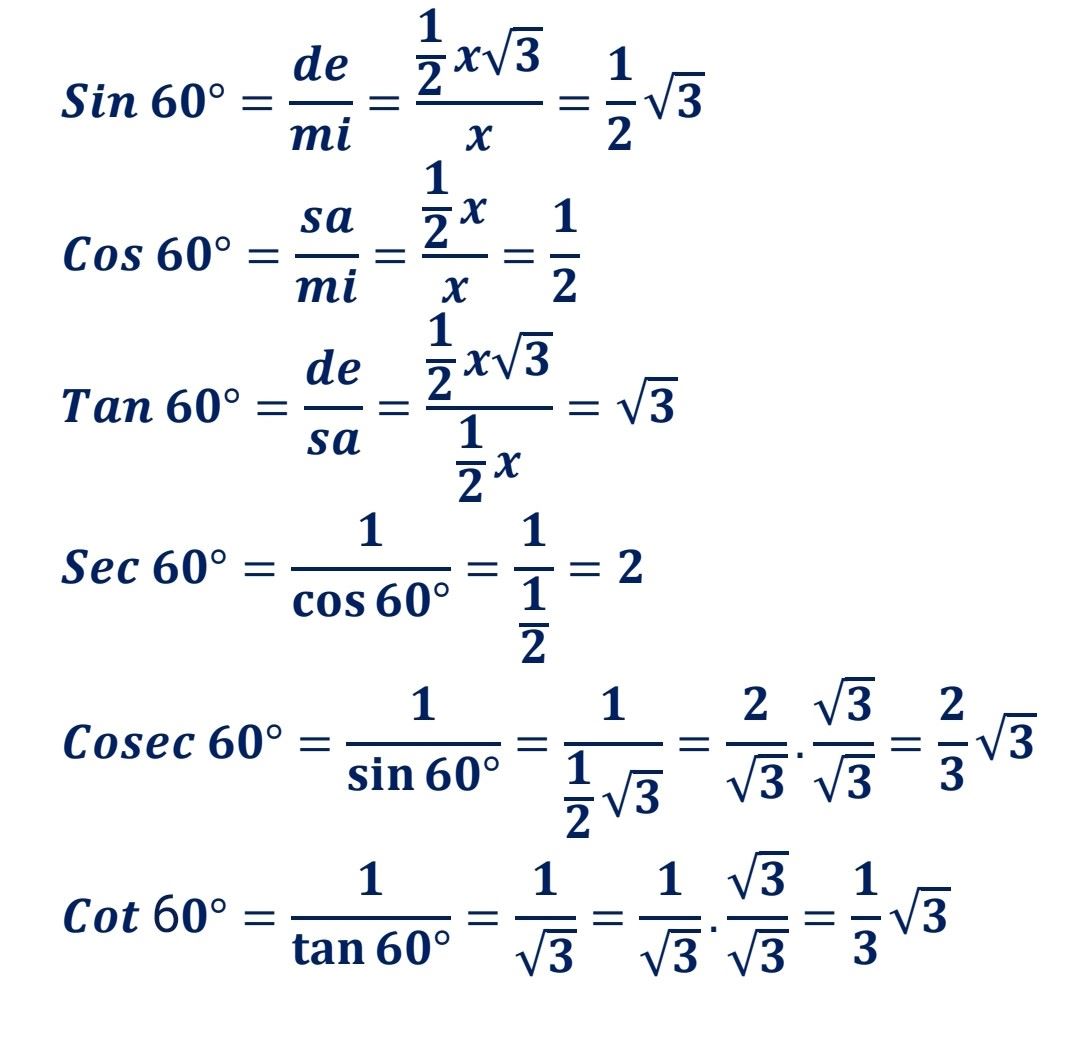 Sin 60° = de/mi = (1/2 x√3)/x = 1/2 √3
Cos 60° = sa/mi = (1/2 x)/x = 1/2
Tan 60° = de/sa = (1/2 x√3)/(1/2 x) = √3
Sec 60° = 1/(cos 60°) = 1/(1/2) = 2
Cosec 60° = 1/(sin 60°) = 1/(1/2 √3) = 2/√3 . √3/√3 = 2/3 √3
Cot 60° = 1/(tan 60°) = 1/√3 = 1/√3 . √3/√3 = 1/3 √3